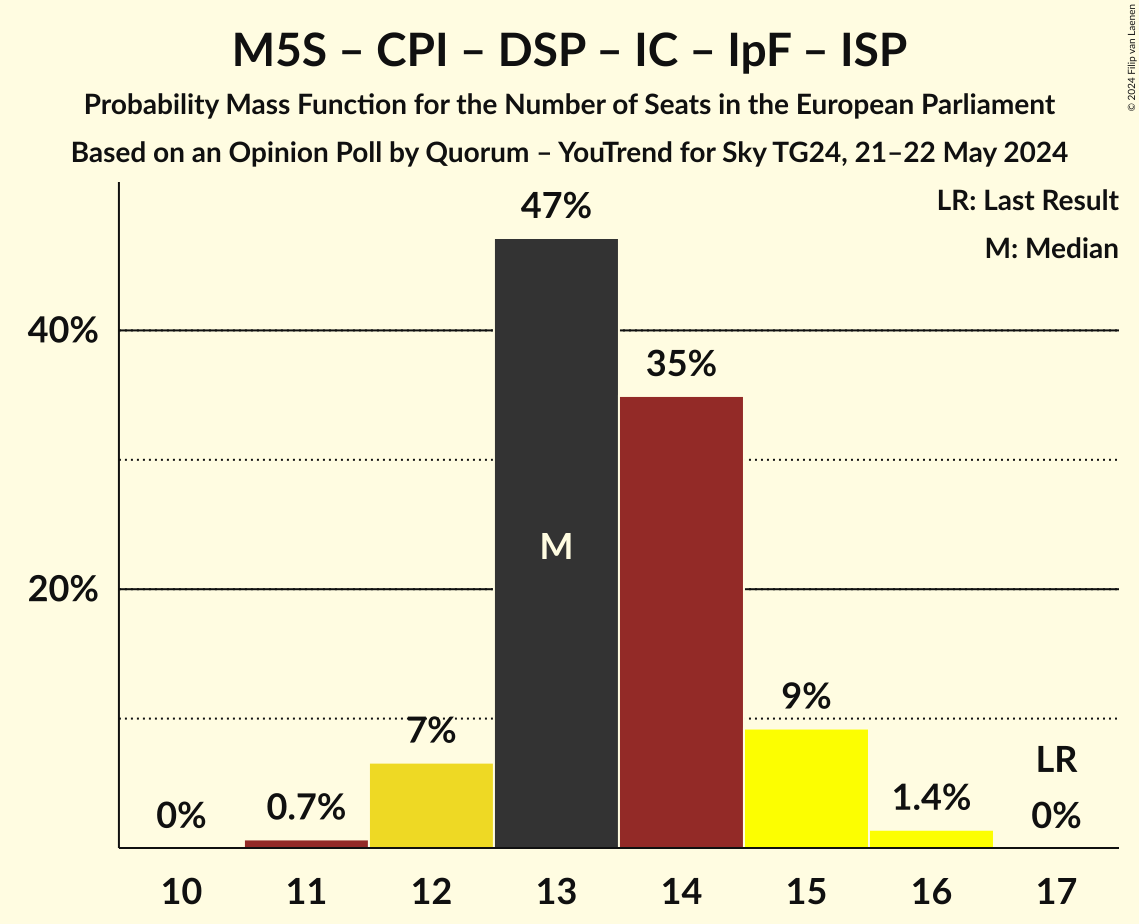 M5S – CPI – DSP – IC – IpF – ISP
Probability Mass Function for the Number of Seats in the European Parliament
Based on an Opinion Poll by Quorum – YouTrend for Sky TG24, 21–22 May 2024
© 2024 Filip van Laenen
LR: Last Result
M: Median
47%
40%
35%
M
20%
9%
7%
LR
1.4%
0.7%
0%
0%
10 11 12 13 14 15 16 17